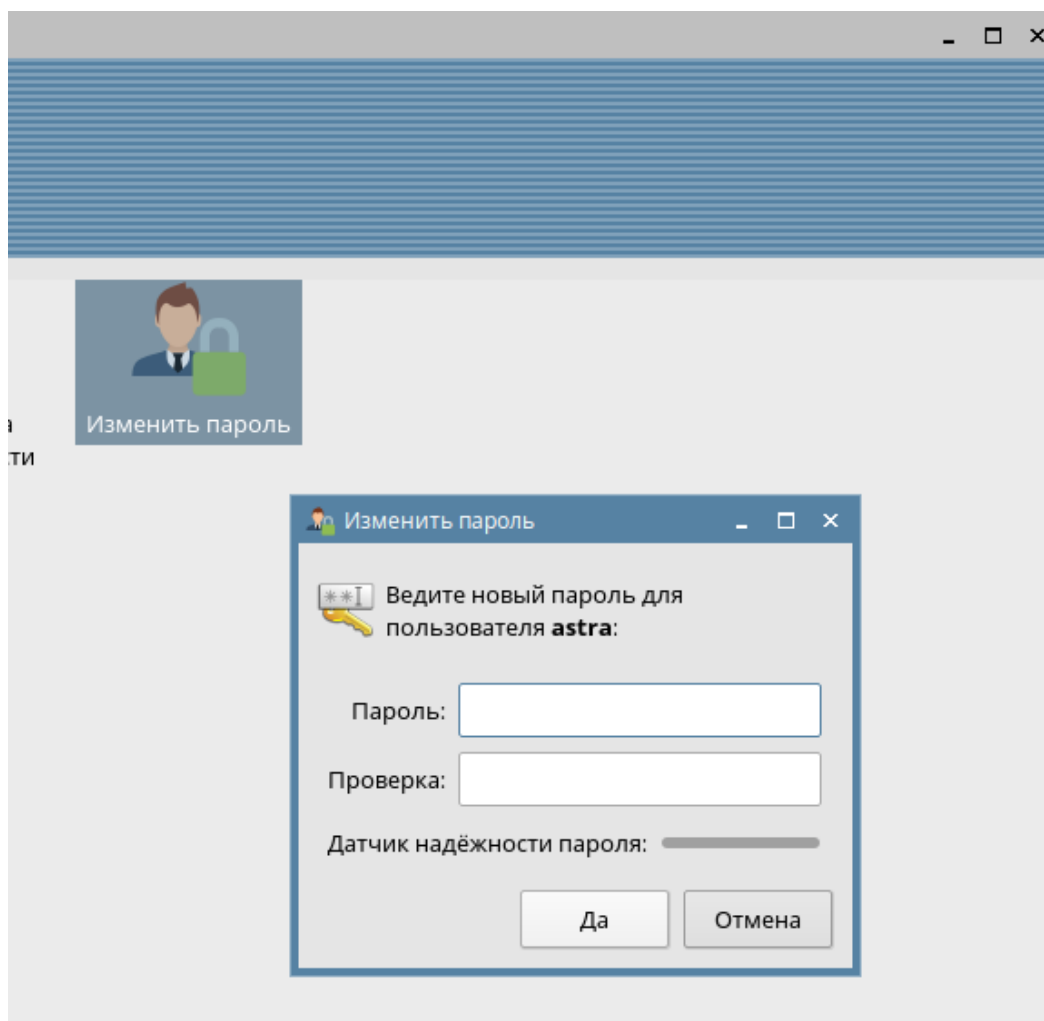 Изменить пароль
Изменить пароль
Ведите новый пароль для
пользователя astra:
Пароль:
Проверка:
Датчик надёжности пароля:
Да
Отмена